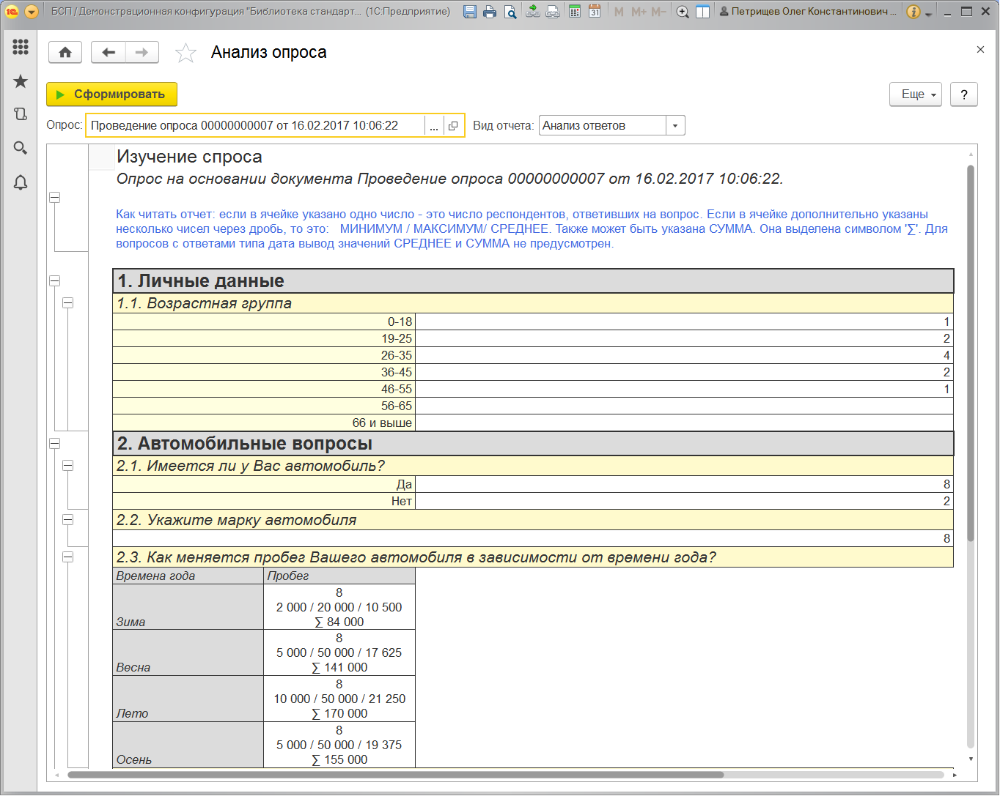 БСП / Демонстрационная конфигурация "Библиотека стандарт... (1С:Предприятие)
M M+ M- Петрищев Олег Константинович ...
Анализ опроса
Сформировать
Еще ?
Опрос: Проведение опроса 00000000007 от 16.02.2017 10:06:22 ... Вид отчета: Анализ ответов
Изучение спроса
Опрос на основании документа Проведение опроса 00000000007 от 16.02.2017 10:06:22.
Как читать отчет: если в ячейке указано одно число - это число респондентов, ответивших на вопрос. Если в ячейке дополнительно указаны
несколько чисел через дробь, то это: МИНИМУМ / МАКСИМУМ/ СРЕДНЕЕ. Также может быть указана СУММА. Она выделена символом '∑'. Для
вопросов с ответами типа дата вывод значений СРЕДНЕЕ и СУММА не предусмотрен.
1. Личные данные
1.1. Возрастная группа
0-18 1
19-25 2
26-35 4
36-45 2
46-55 1
56-65
66 и выше
2. Автомобильные вопросы
2.1. Имеется ли у Вас автомобиль?
Да 8
Нет 2
2.2. Укажите марку автомобиля
8
2.3. Как меняется пробег Вашего автомобиля в зависимости от времени года?
Времена года Пробег
8
2 000 / 20 000 / 10 500
Зима ∑ 84 000
8
5 000 / 50 000 / 17 625
Весна ∑ 141 000
8
10 000 / 50 000 / 21 250
Лето ∑ 170 000
8
5 000 / 50 000 / 19 375
Осень ∑ 155 000